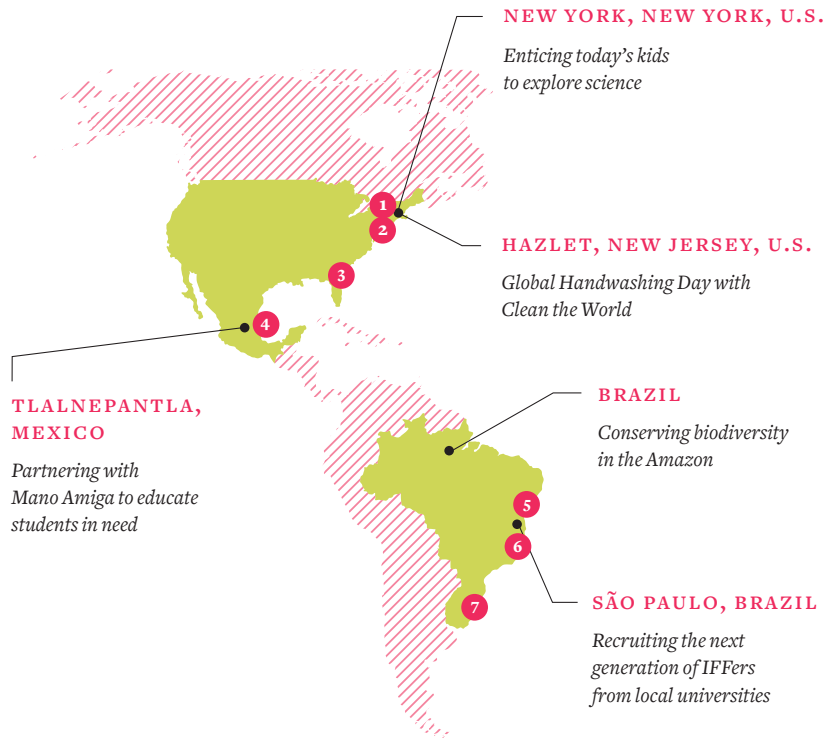 NEW YORK, NEW YORK, U.S.
Enticing today's kids
to explore science
1
2
HAZLET, NEW JERSEY, U.S.
Global Handwashing Day with
Clean the World
3
4
TLALNEPANTLA,
MEXICO
Partnering with
Mano Amiga to educate
students in need
BRAZIL
Conserving biodiversity
in the Amazon
5
6
7
SÃO PAULO, BRAZIL
Recruiting the next
generation of IFFers
from local universities